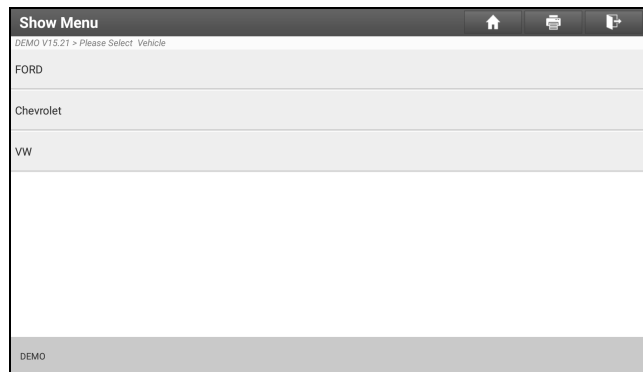 Show Menu
DEMO V15.21 > Please Select Vehicle
FORD
Chevrolet
VW
DEMO